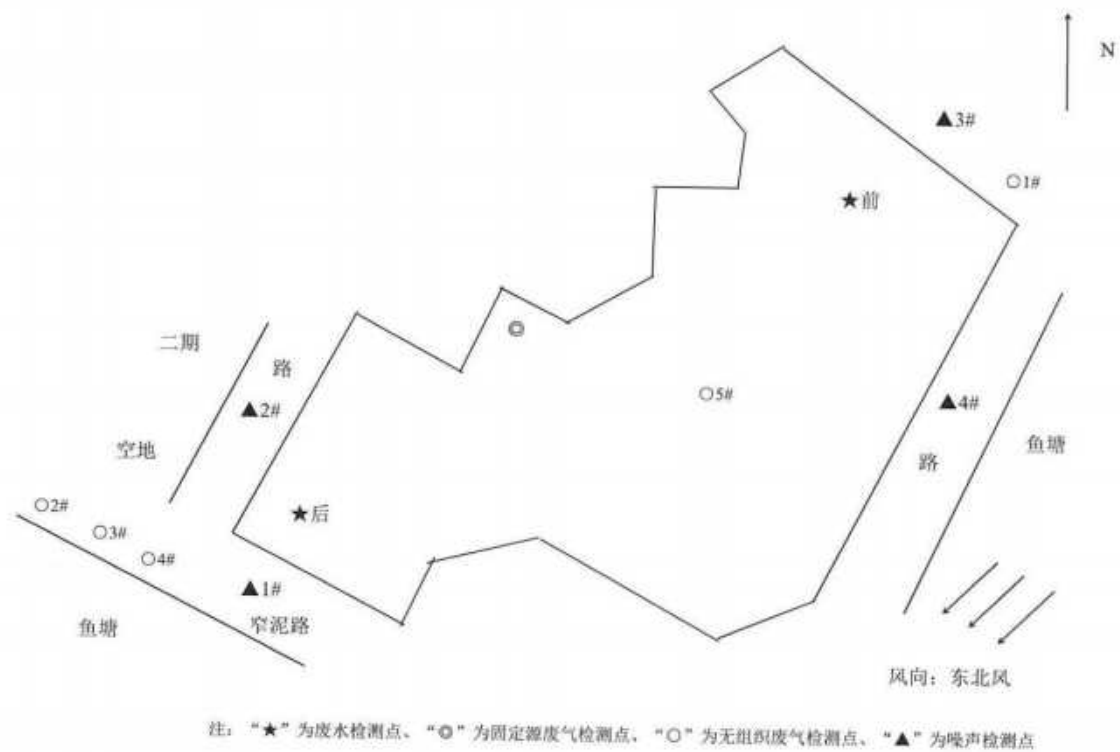 N
▲3#
○1#
★前
二期
路
◎
▲2#
○5#
▲4#
空地
鱼塘
路
○2#
★后
○3#
○4#
▲1#
鱼塘
窄泥路
风向：东北风
注：“★”为废水检测点、“◎”为固定源废气检测点、“○”为无组织废气检测点、“▲”为噪声检测点